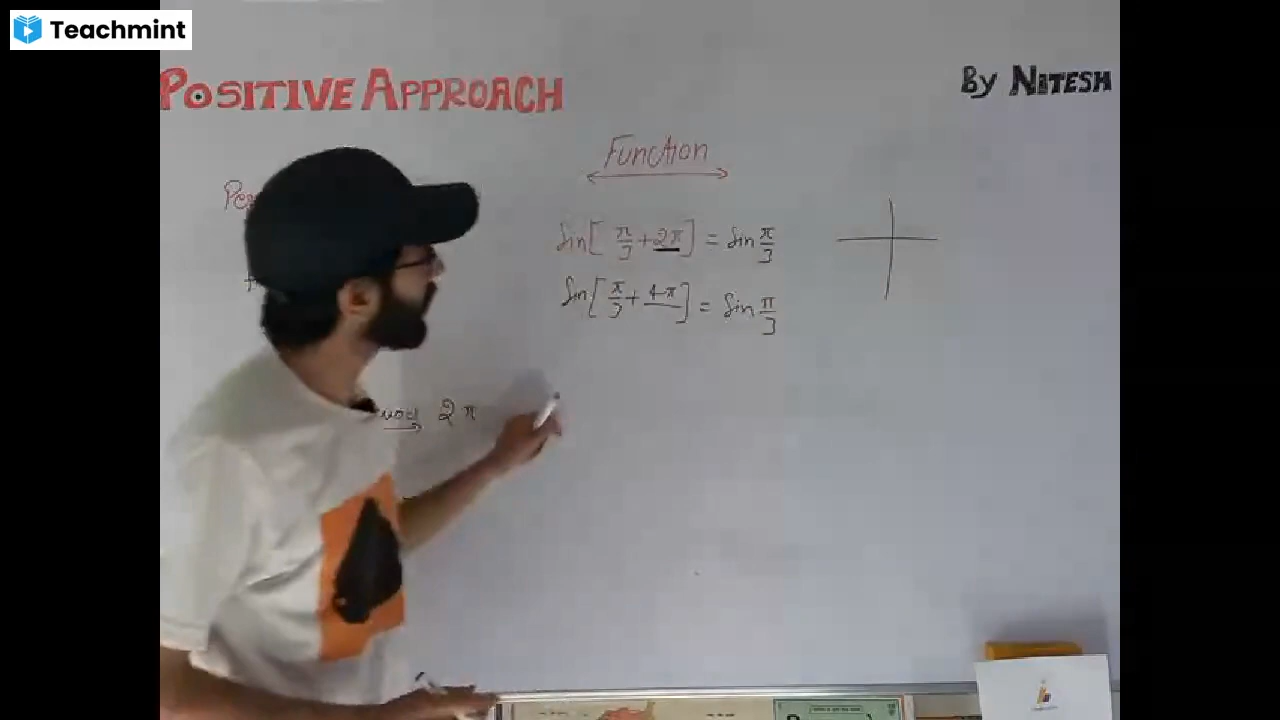 Teachmint
POSITIVE APPROACH
By NITESH
Function
sin[π/3+2π] = sin π/3
sin[π/3+4π] = sin π/3
2π